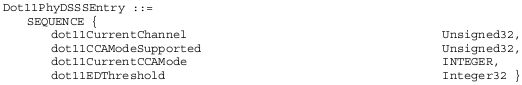 Dot11PhyDSSSEntry ::=
SEQUENCE {
dot11CurrentChannel Unsigned32,
dot11CCAModeSupported Unsigned32,
dot11CurrentCCAMode INTEGER,
dot11EDThreshold Integer32 }